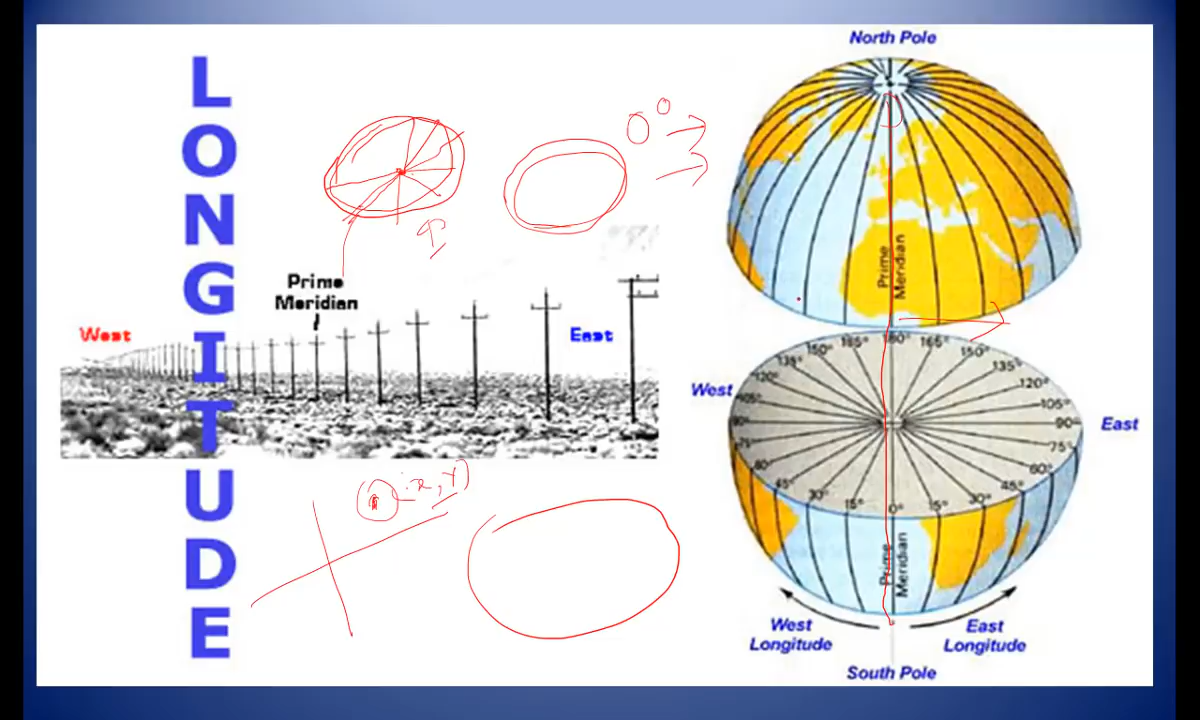 LONGITUDE
Prime
Meridian
West
East
0°
(x, y)
North Pole
Prime
Meridian
West
East
135° 150° 165° 180° 165° 150° 135°
120° 120°
105° 105°
90° 90°
75° 75°
60° 60°
45° 30° 15° 0° 15° 30° 45°
Prime
Meridian
West
Longitude
East
Longitude
South Pole